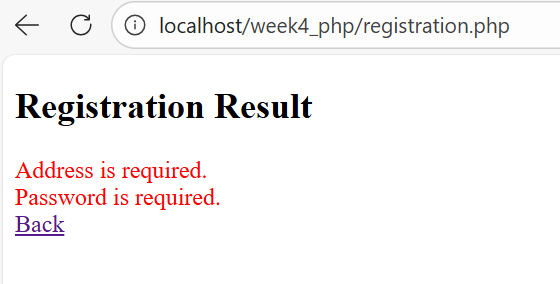 localhost/week4_php/registration.php
Registration Result
Address is required.
Password is required.
Back